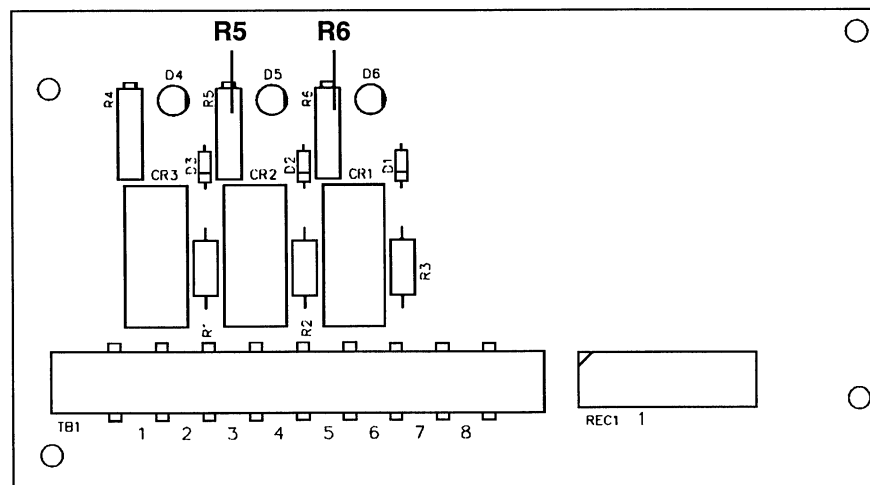 R5 R6
D4 D5 D6
R4 R5 R6
D3 D2 D1
CR3 CR2 CR1
R3
R1 R2
TB1 1 2 3 4 5 6 7 8
REC1 1